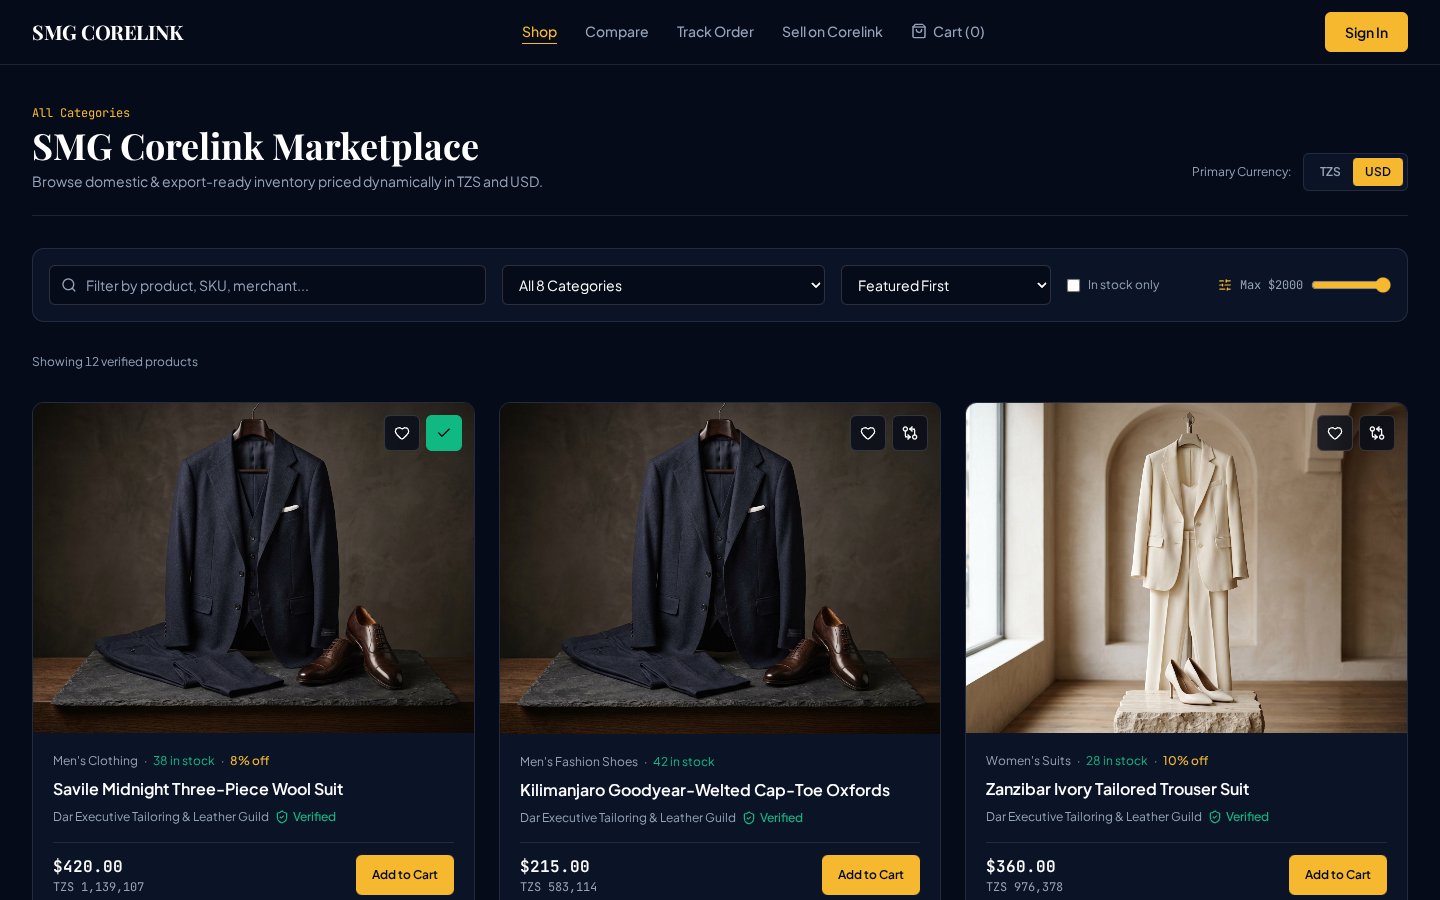 SMG CORELINK
Shop
Compare
Track Order
Sell on Corelink
Cart (0)
Sign In
All Categories
SMG Corelink Marketplace
Browse domestic & export-ready inventory priced dynamically in TZS and USD.
Primary Currency:
TZS
USD
Filter by product, SKU, merchant...
All 8 Categories
Featured First
In stock only
Max $2000
Showing 12 verified products
Men's Clothing · 38 in stock · 8% off
Savile Midnight Three-Piece Wool Suit
Dar Executive Tailoring & Leather Guild Verified
$420.00
TZS 1,139,107
Add to Cart
Men's Fashion Shoes · 42 in stock
Kilimanjaro Goodyear-Welted Cap-Toe Oxfords
Dar Executive Tailoring & Leather Guild Verified
$215.00
TZS 583,114
Add to Cart
Women's Suits · 28 in stock · 10% off
Zanzibar Ivory Tailored Trouser Suit
Dar Executive Tailoring & Leather Guild Verified
$360.00
TZS 976,378
Add to Cart